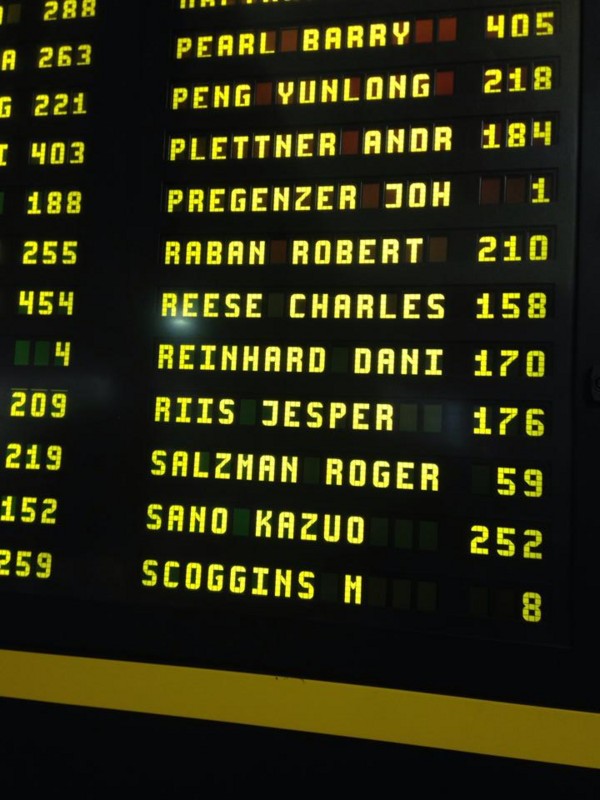 288
A 263
G 221
I 403
188
255
454
4
209
219
152
259
PEARL BARRY 405
PENG YUNLONG 218
PLETTNER ANDR 184
PREGENZER JOH 1
RABAN ROBERT 210
REESE CHARLES 158
REINHARD DANI 170
RIIS JESPER 176
SALZMAN ROGER 59
SANO KAZUO 252
SCOGGINS M 8